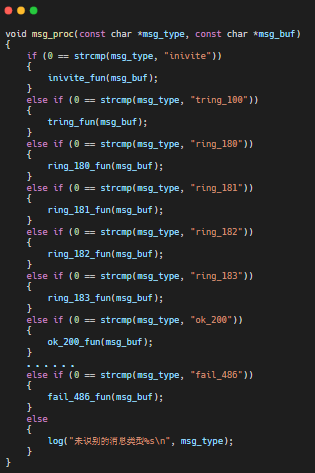 void msg_proc(const char *msg_type, const char *msg_buf)
{
    if (0 == strcmp(msg_type, "inivite"))
    {
        inivite_fun(msg_buf);
    }
    else if (0 == strcmp(msg_type, "tring_100"))
    {
        tring_fun(msg_buf);
    }
    else if (0 == strcmp(msg_type, "ring_180"))
    {
        ring_180_fun(msg_buf);
    }
    else if (0 == strcmp(msg_type, "ring_181"))
    {
        ring_181_fun(msg_buf);
    }
    else if (0 == strcmp(msg_type, "ring_182"))
    {
        ring_182_fun(msg_buf);
    }
    else if (0 == strcmp(msg_type, "ring_183"))
    {
        ring_183_fun(msg_buf);
    }
    else if (0 == strcmp(msg_type, "ok_200"))
    {
        ok_200_fun(msg_buf);
    }
    ......
    else if (0 == strcmp(msg_type, "fail_486"))
    {
        fail_486_fun(msg_buf);
    }
    else
    {
        log("未识别的消息类型%s\n", msg_type);
    }
}